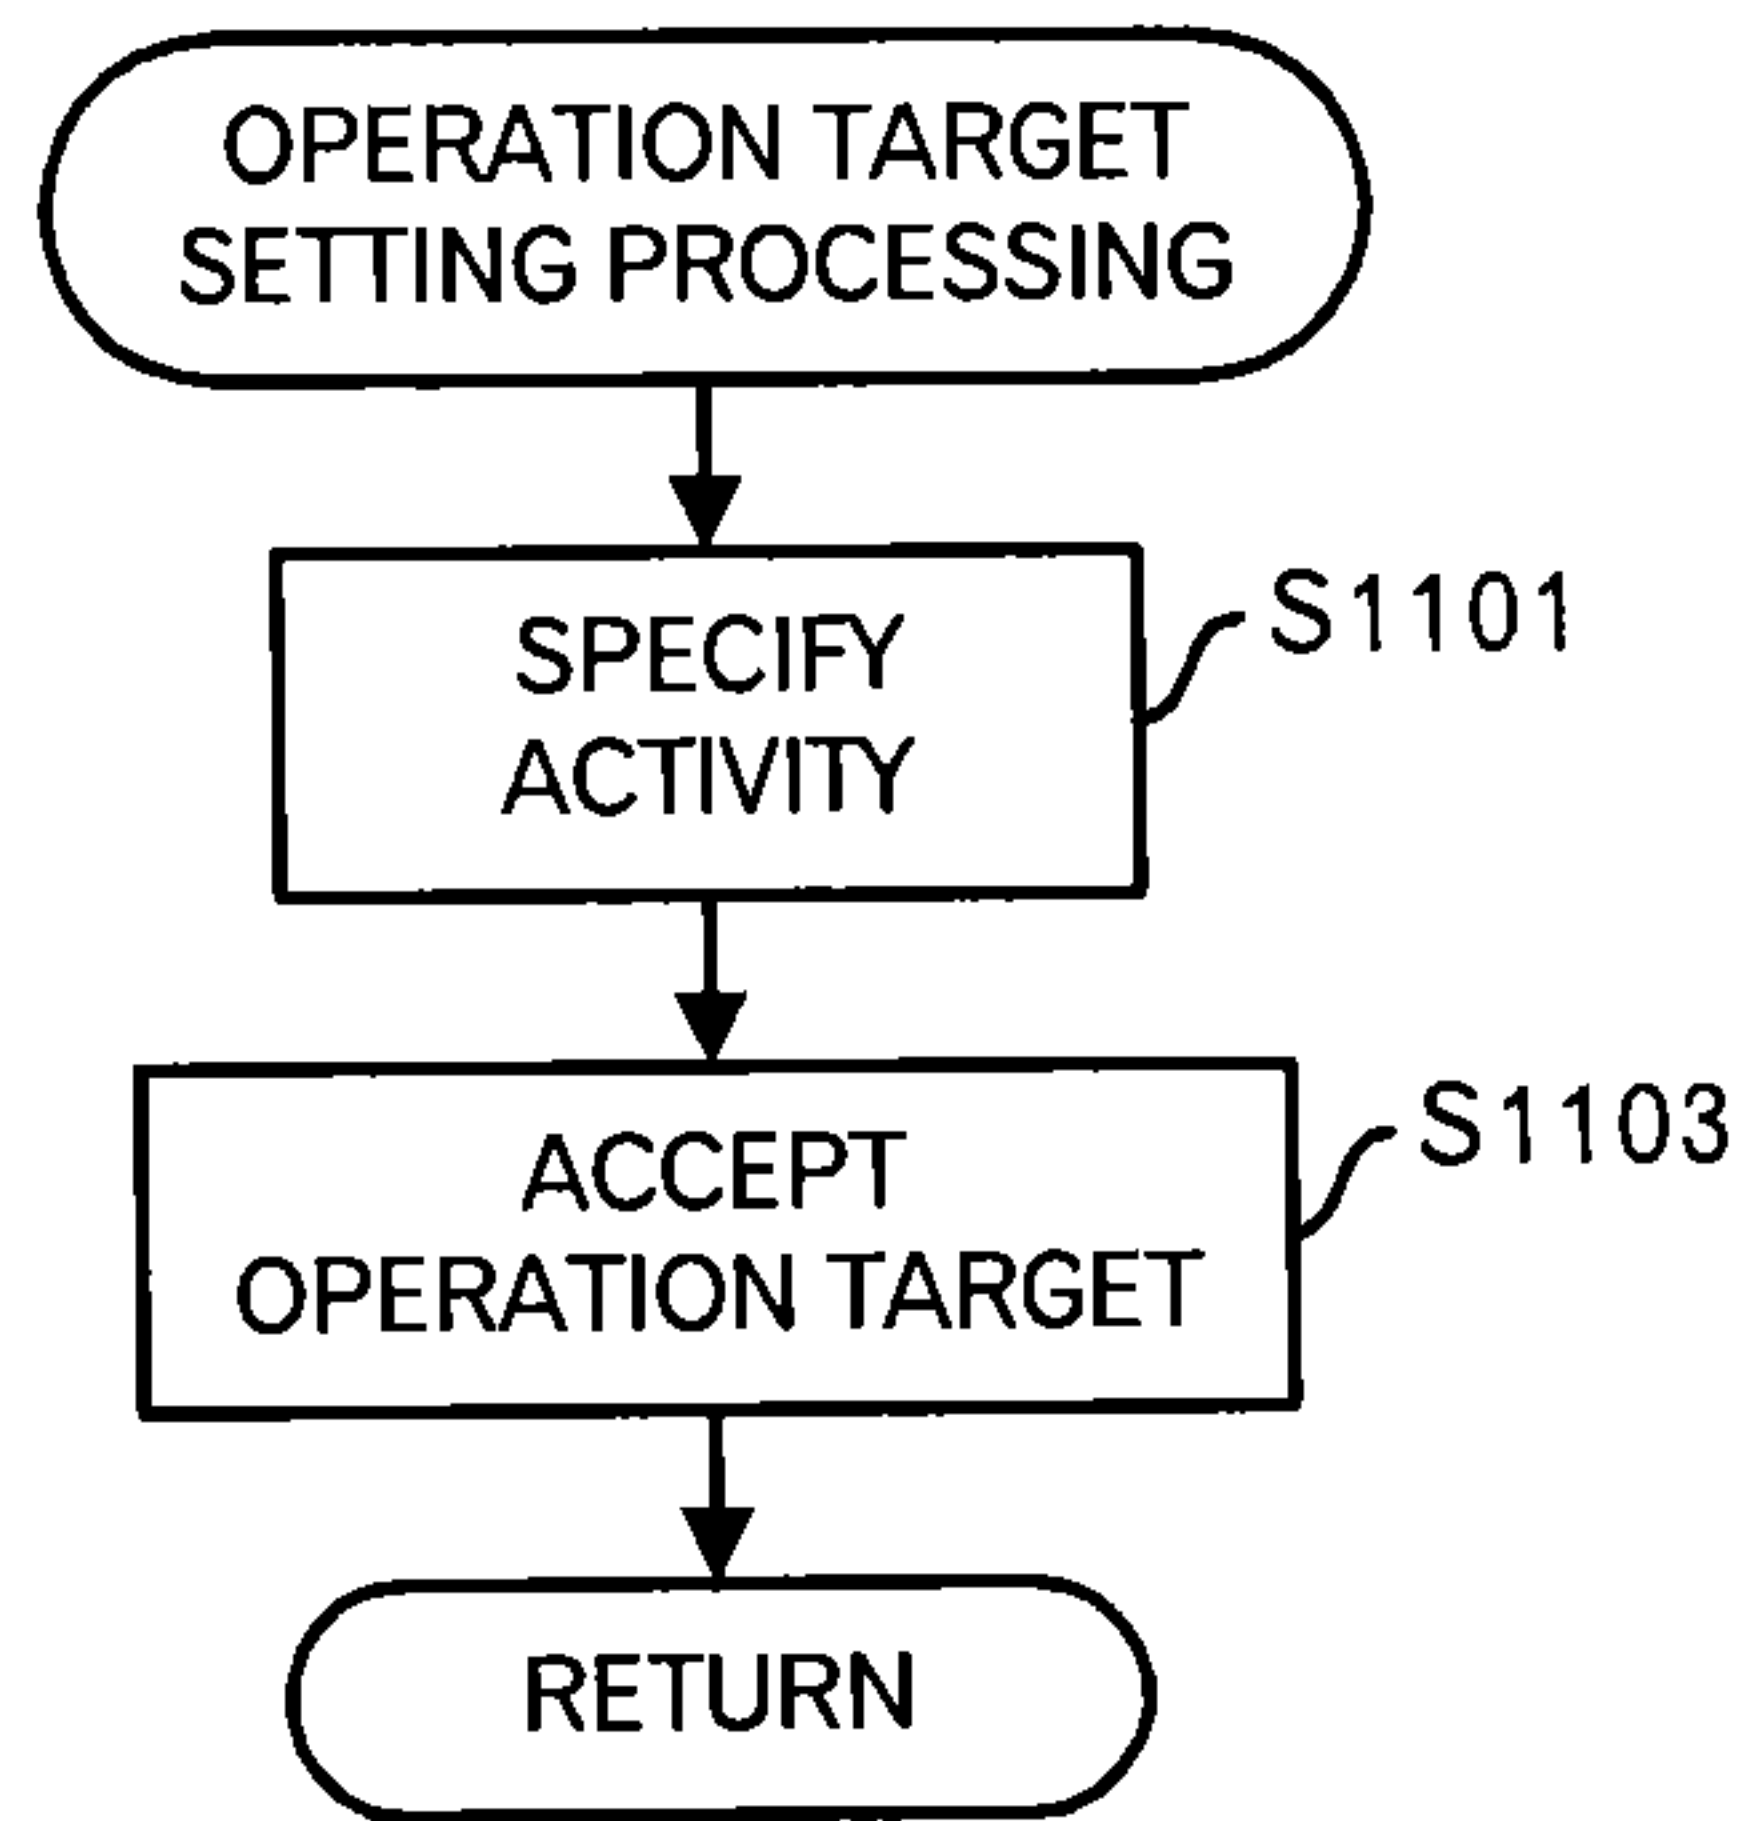 OPERATION TARGET
SETTING PROCESSING
SPECIFY
ACTIVITY
S1101
ACCEPT
OPERATION TARGET
S1103
RETURN